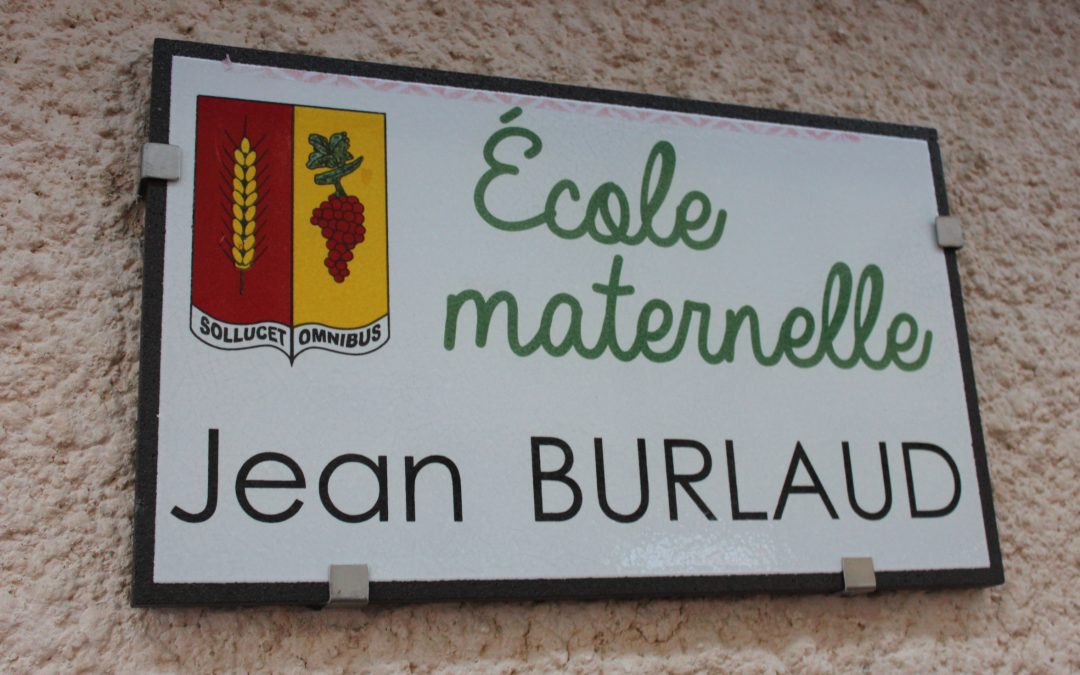 SOLLUCET OMNIBUS
École
maternelle
Jean BURLAUD